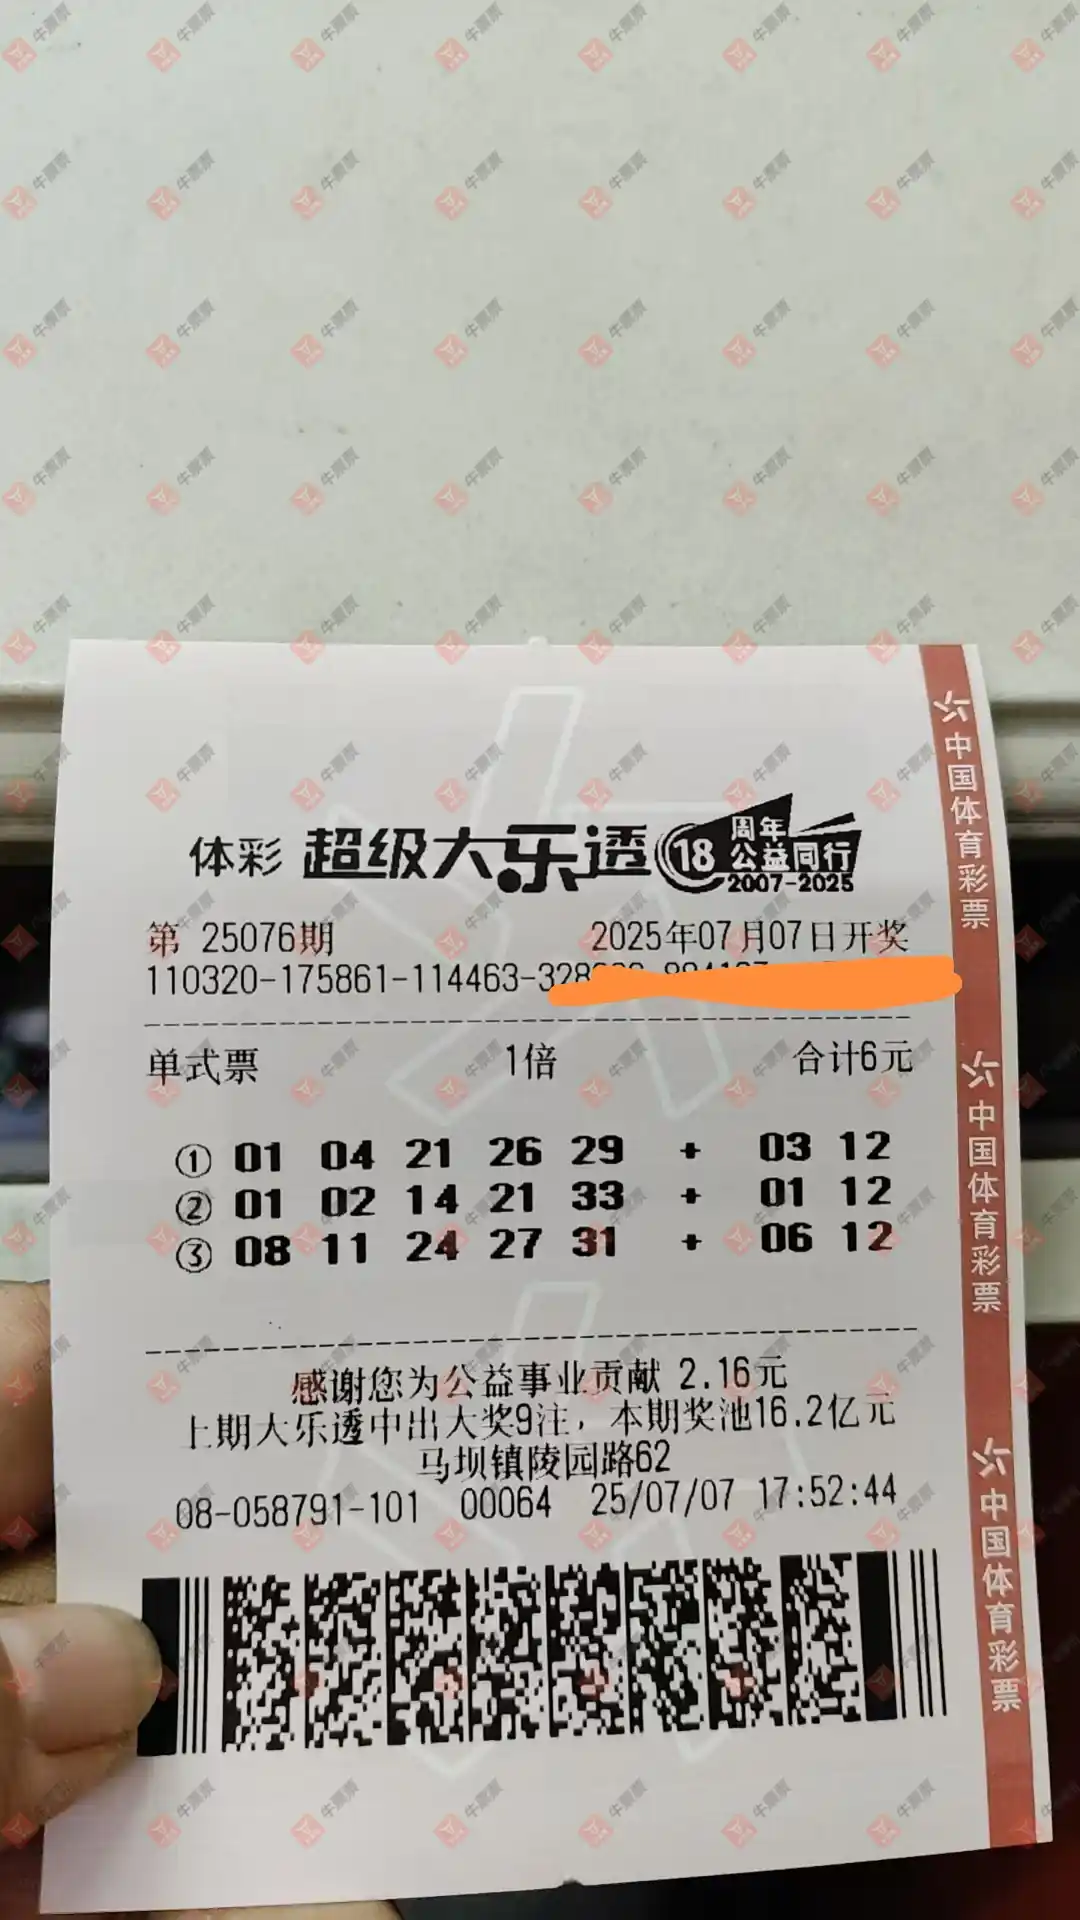 体彩 超级大乐透 18 周年 公益同行 2007-2025
第 25076期 2025年07月07日开奖
110320-175861-114463-328
单式票 1倍 合计6元
① 01 04 21 26 29 + 03 12
② 01 02 14 21 33 + 01 12
③ 08 11 24 27 31 + 06 12
感谢您为公益事业贡献 2.16元
上期大乐透中出大奖9注，本期奖池16.2亿元
马坝镇陵园路62
08-058791-101 00064 25/07/07 17:52:44
中国体育彩票
中国体育彩票
中国体育彩票
牛票票